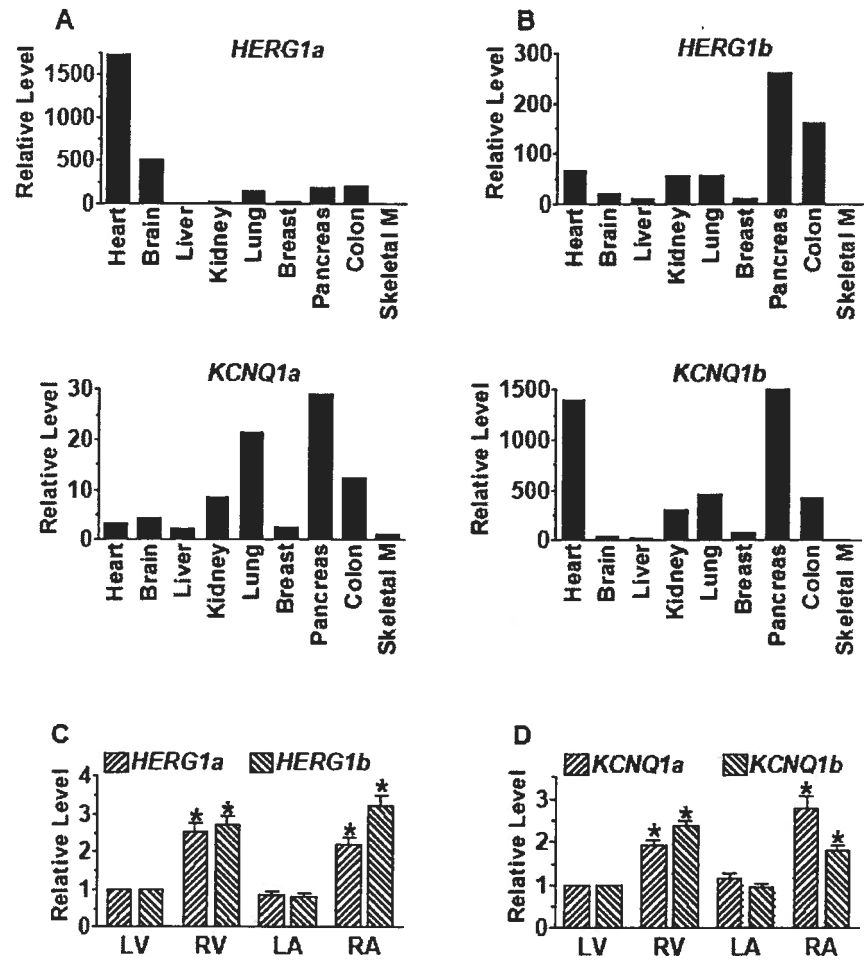 A
HERG1a
Relative Level
1500
1000
500
0
Heart
Brain
Liver
Kidney
Lung
Breast
Pancreas
Colon
Skeletal M
B
HERG1b
Relative Level
300
200
100
0
Heart
Brain
Liver
Kidney
Lung
Breast
Pancreas
Colon
Skeletal M
KCNQ1a
Relative Level
30
20
10
0
Heart
Brain
Liver
Kidney
Lung
Breast
Pancreas
Colon
Skeletal M
KCNQ1b
Relative Level
1500
1000
500
0
Heart
Brain
Liver
Kidney
Lung
Breast
Pancreas
Colon
Skeletal M
C
HERG1a HERG1b
Relative Level
4
3
2
1
0
* * * *
LV RV LA RA
D
KCNQ1a KCNQ1b
Relative Level
3
2
1
0
* * * *
LV RV LA RA